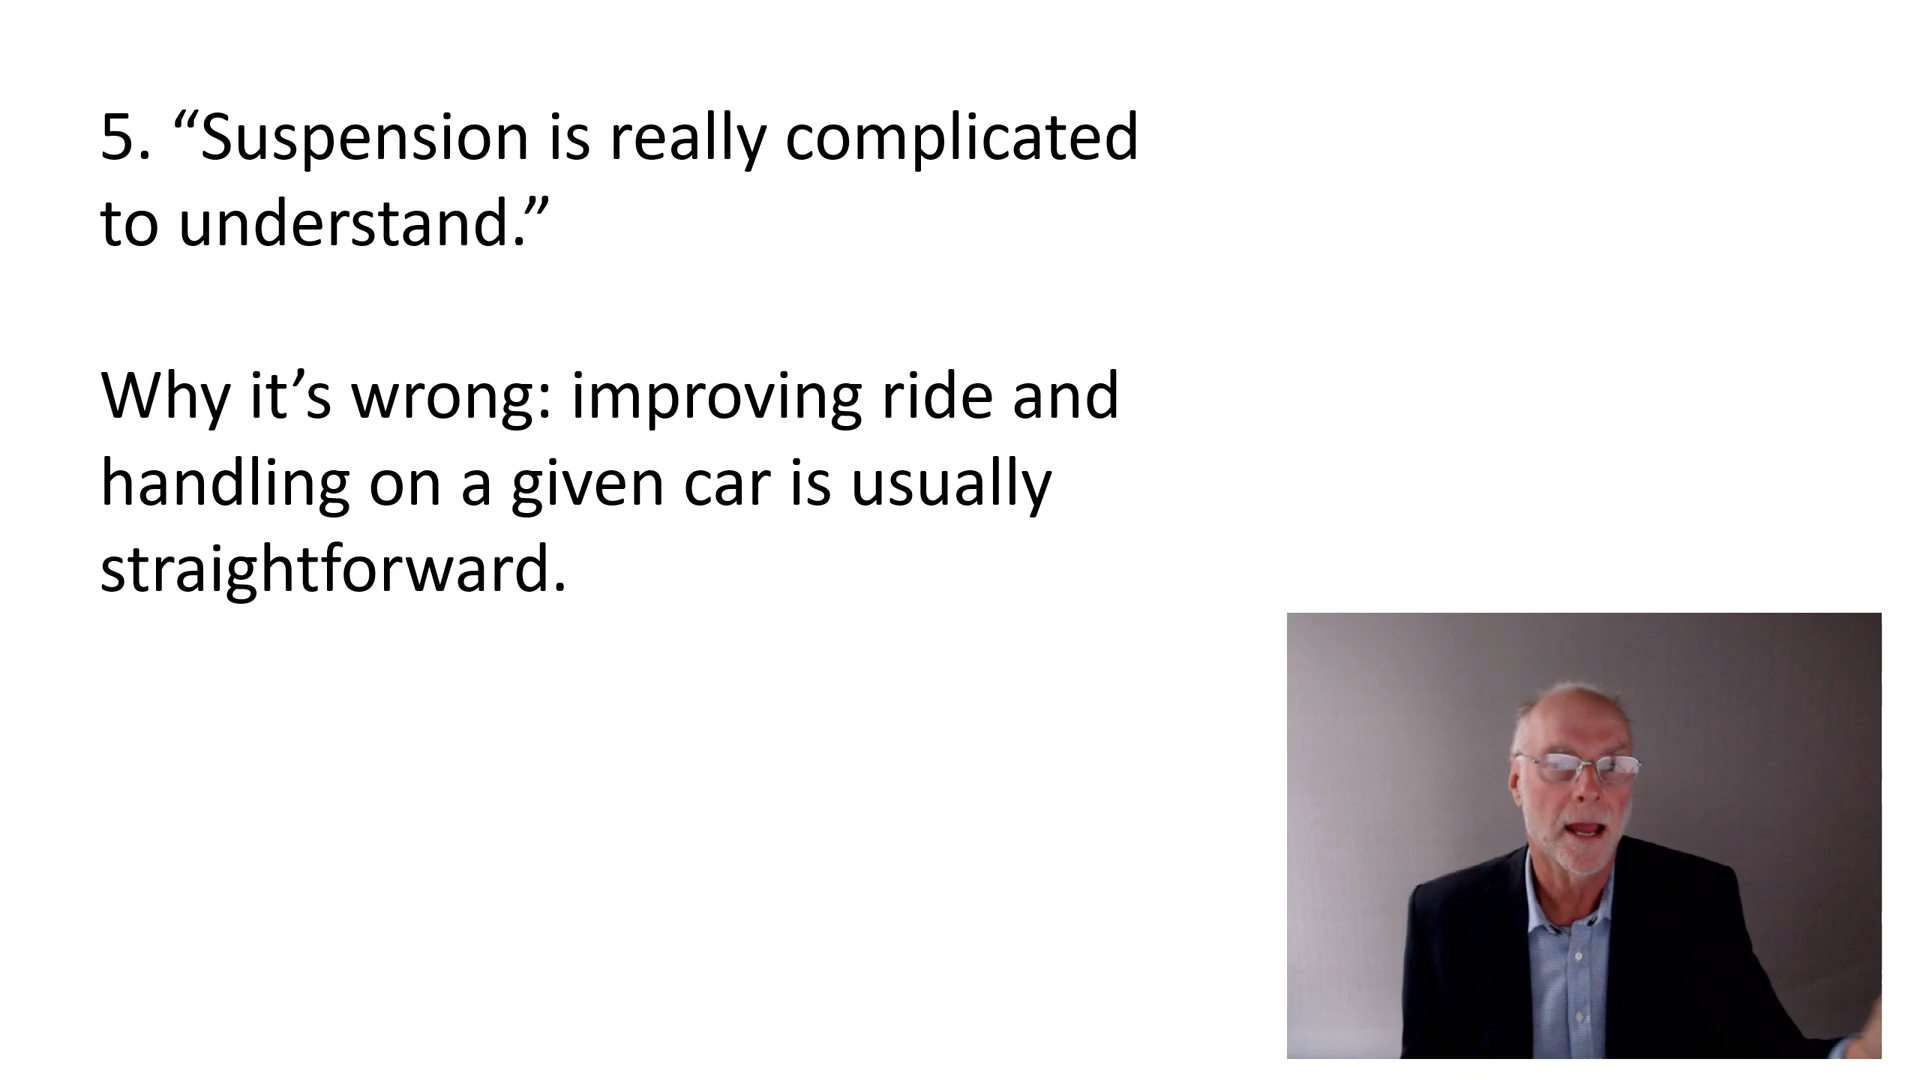 5. “Suspension is really complicated
to understand.”
Why it’s wrong: improving ride and
handling on a given car is usually
straightforward.